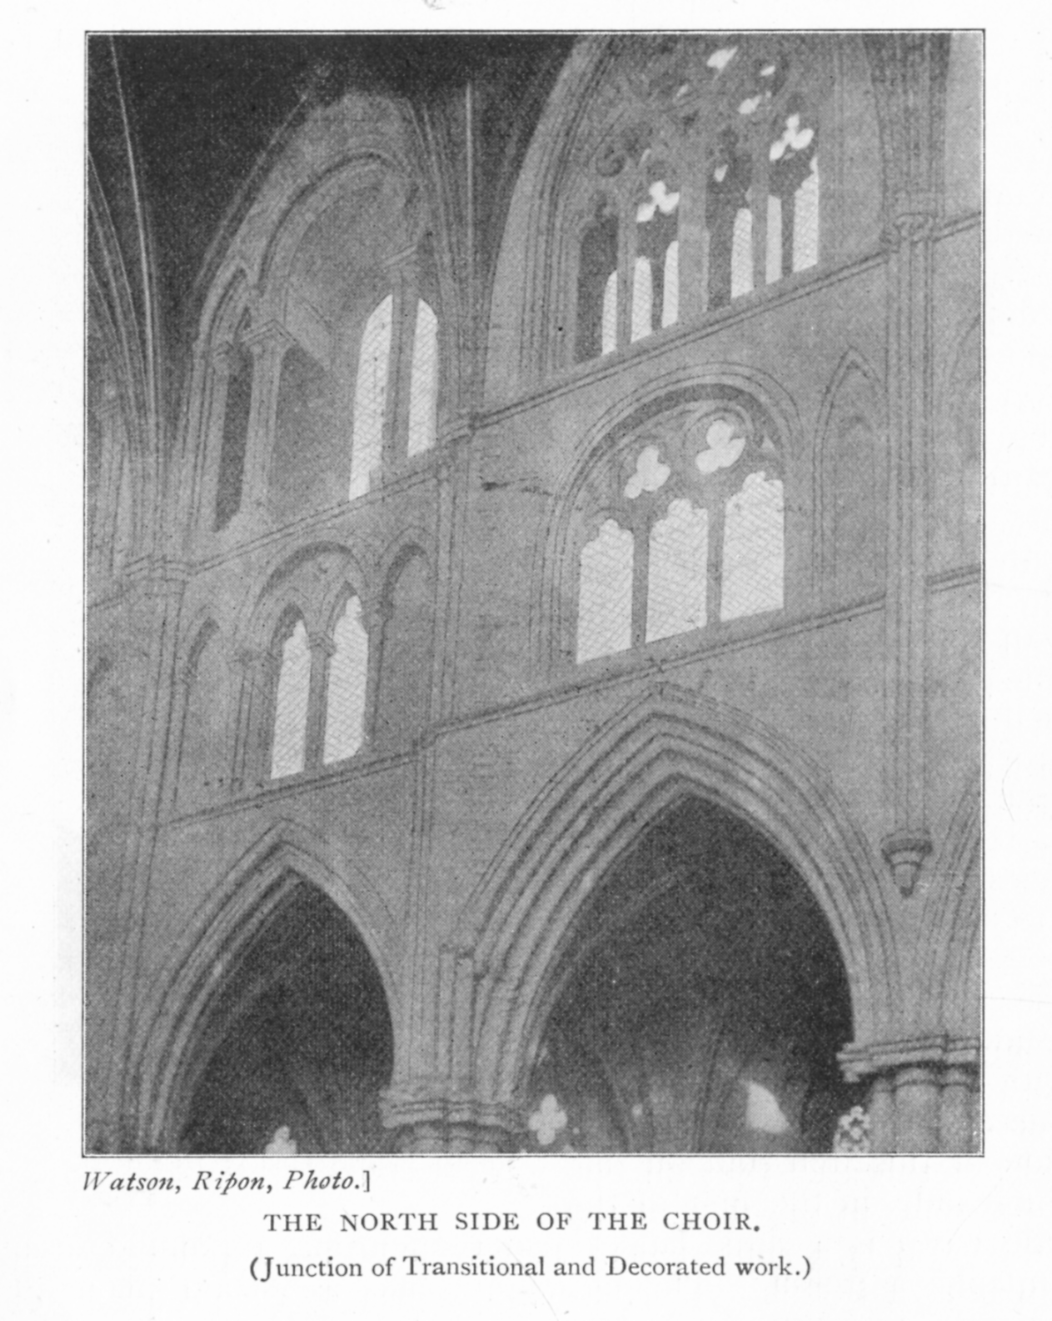 Watson, Ripon, Photo.]
THE NORTH SIDE OF THE CHOIR.
(Junction of Transitional and Decorated work.)